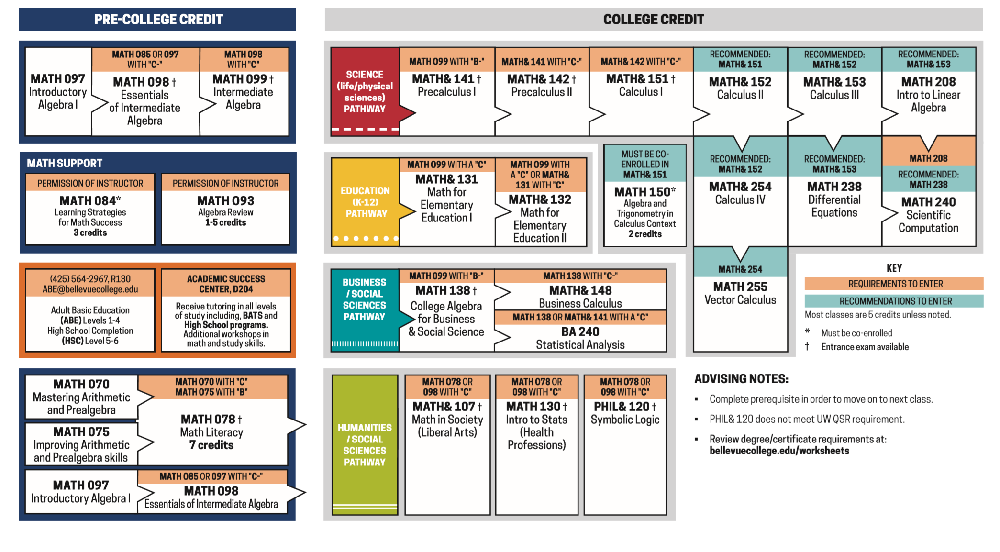 PRE-COLLEGE CREDIT
MATH 097
Introductory
Algebra I
MATH 085 OR 097
WITH "C-"
MATH 098 †
Essentials
of Intermediate
Algebra
MATH 098
WITH "C"
MATH 099 †
Intermediate
Algebra
MATH SUPPORT
PERMISSION OF INSTRUCTOR
MATH 084*
Learning Strategies
for Math Success
3 credits
PERMISSION OF INSTRUCTOR
MATH 093
Algebra Review
1-5 credits
(425) 564-2967, R130
ABE@bellevuecollege.edu
Adult Basic Education
(ABE) Levels 1-4
High School Completion
(HSC) Level 5-6
ACADEMIC SUCCESS
CENTER, D204
Receive tutoring in all levels
of study including, BATS and
High School programs.
Additional workshops in
math and study skills.
MATH 070
Mastering Arithmetic
and Prealgebra
MATH 075
Improving Arithmetic
and Prealgebra skills
MATH 070 WITH "C"
MATH 075 WITH "B"
MATH 078 †
Math Literacy
7 credits
MATH 097
Introductory Algebra I
MATH 085 OR 097 WITH "C-"
MATH 098
Essentials of Intermediate Algebra
COLLEGE CREDIT
SCIENCE
(life/physical
sciences)
PATHWAY
MATH 099 WITH "B-"
MATH& 141 †
Precalculus I
MATH& 141 WITH "C-"
MATH& 142 †
Precalculus II
MATH& 142 WITH "C-"
MATH& 151 †
Calculus I
RECOMMENDED:
MATH& 151
MATH& 152
Calculus II
RECOMMENDED:
MATH& 152
MATH& 153
Calculus III
RECOMMENDED:
MATH& 153
MATH 208
Intro to Linear
Algebra
EDUCATION
(K-12)
PATHWAY
MATH 099 WITH A "C"
MATH& 131
Math for
Elementary
Education I
MATH 099 WITH
A "C" OR MATH&
131 WITH "C"
MATH& 132
Math for
Elementary
Education II
MUST BE CO-
ENROLLED IN
MATH& 151
MATH 150*
Algebra and
Trigonometry in
Calculus Context
2 credits
RECOMMENDED:
MATH& 152
MATH& 254
Calculus IV
RECOMMENDED:
MATH& 153
MATH 238
Differential
Equations
MATH 208
RECOMMENDED:
MATH 238
MATH 240
Scientific
Computation
BUSINESS
/ SOCIAL
SCIENCES
PATHWAY
MATH 099 WITH "B-"
MATH 138 †
College Algebra
for Business
& Social Science
MATH 138 WITH "C-"
MATH& 148
Business Calculus
MATH 138 OR MATH& 141 WITH A "C"
BA 240
Statistical Analysis
MATH& 254
MATH 255
Vector Calculus
KEY
REQUIREMENTS TO ENTER
RECOMMENDATIONS TO ENTER
Most classes are 5 credits unless noted.
* Must be co-enrolled
† Entrance exam available
HUMANITIES
/ SOCIAL
SCIENCES
PATHWAY
MATH 078 OR
098 WITH "C"
MATH& 107 †
Math in Society
(Liberal Arts)
MATH 078 OR
098 WITH "C"
MATH 130 †
Intro to Stats
(Health
Professions)
MATH 078 OR
098 WITH "C"
PHIL& 120 †
Symbolic Logic
ADVISING NOTES:
▪ Complete prerequisite in order to move on to next class.
▪ PHIL& 120 does not meet UW QSR requirement.
▪ Review degree/certificate requirements at:
bellevuecollege.edu/worksheets